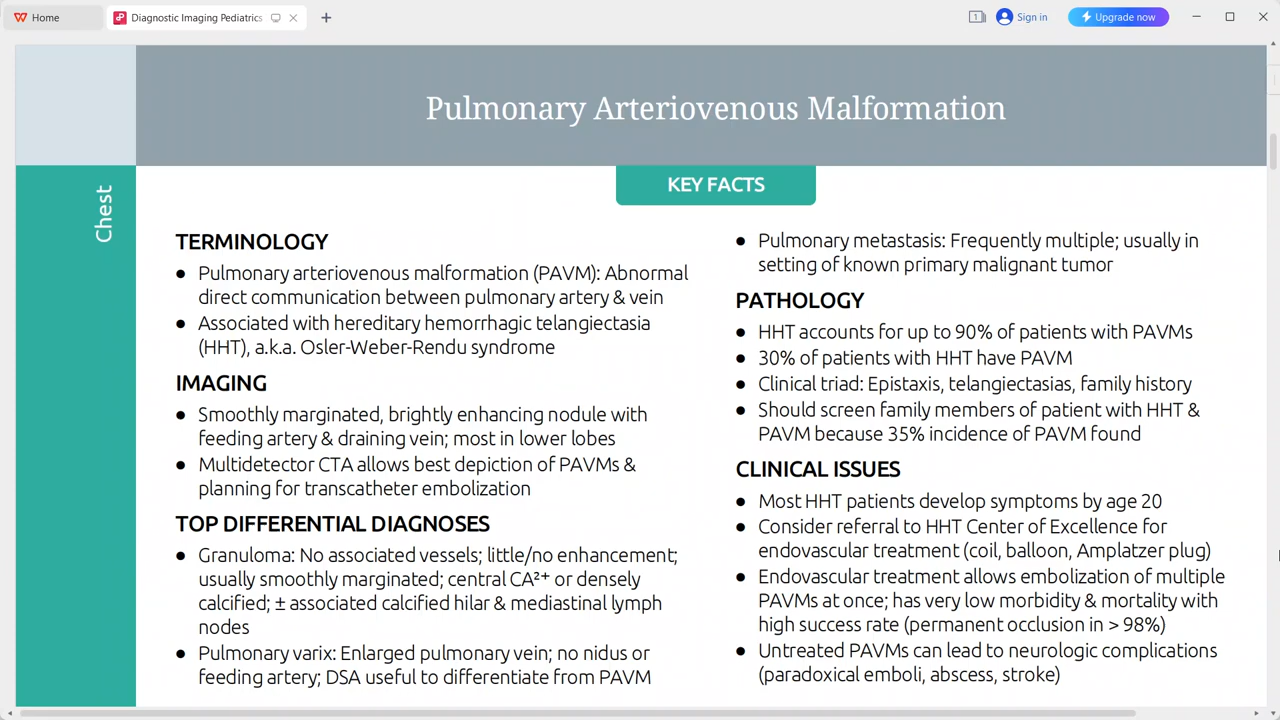 Home
Diagnostic Imaging Pediatrics
1
Sign in
Upgrade now
Pulmonary Arteriovenous Malformation
Chest
KEY FACTS
TERMINOLOGY
● Pulmonary arteriovenous malformation (PAVM): Abnormal
direct communication between pulmonary artery & vein
● Associated with hereditary hemorrhagic telangiectasia
(HHT), a.k.a. Osler-Weber-Rendu syndrome
IMAGING
● Smoothly marginated, brightly enhancing nodule with
feeding artery & draining vein; most in lower lobes
● Multidetector CTA allows best depiction of PAVMs &
planning for transcatheter embolization
TOP DIFFERENTIAL DIAGNOSES
● Granuloma: No associated vessels; little/no enhancement;
usually smoothly marginated; central CA²⁺ or densely
calcified; ± associated calcified hilar & mediastinal lymph
nodes
● Pulmonary varix: Enlarged pulmonary vein; no nidus or
feeding artery; DSA useful to differentiate from PAVM
● Pulmonary metastasis: Frequently multiple; usually in
setting of known primary malignant tumor
PATHOLOGY
● HHT accounts for up to 90% of patients with PAVMs
● 30% of patients with HHT have PAVM
● Clinical triad: Epistaxis, telangiectasias, family history
● Should screen family members of patient with HHT &
PAVM because 35% incidence of PAVM found
CLINICAL ISSUES
● Most HHT patients develop symptoms by age 20
● Consider referral to HHT Center of Excellence for
endovascular treatment (coil, balloon, Amplatzer plug)
● Endovascular treatment allows embolization of multiple
PAVMs at once; has very low morbidity & mortality with
high success rate (permanent occlusion in > 98%)
● Untreated PAVMs can lead to neurologic complications
(paradoxical emboli, abscess, stroke)